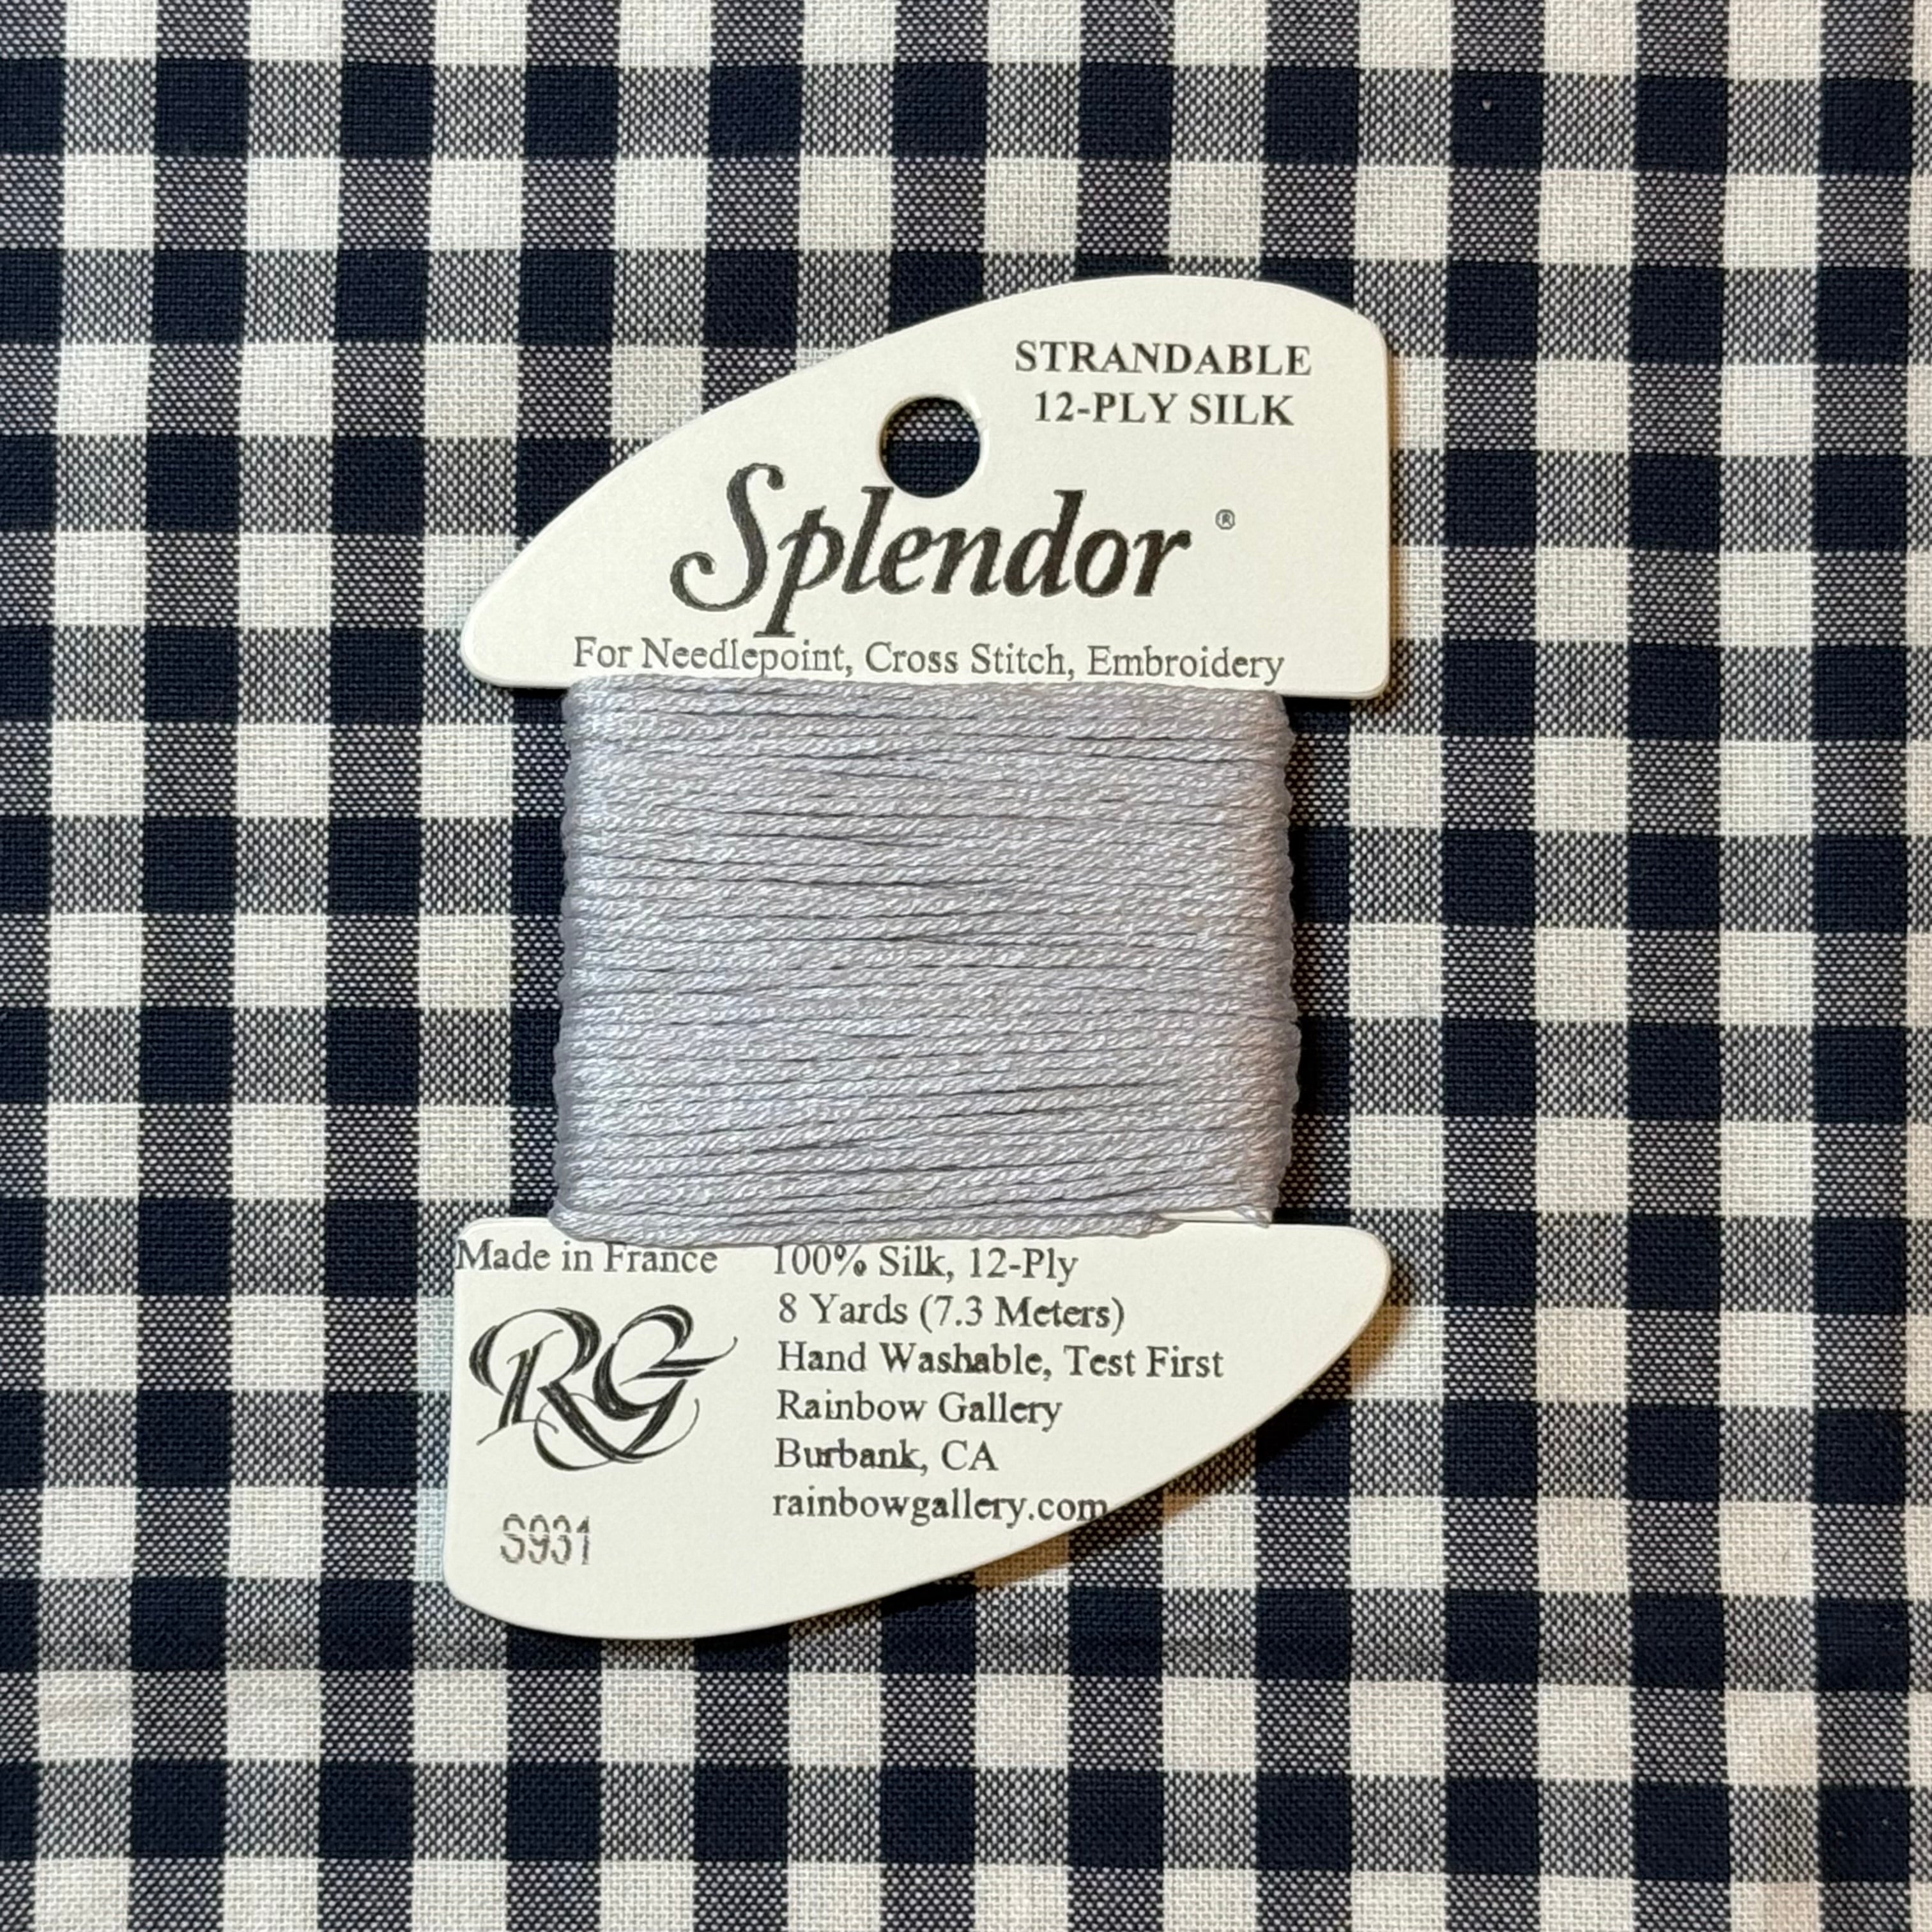 STRANDABLE
12-PLY SILK
Splendor ®
For Needlepoint, Cross Stitch, Embroidery
Made in France
RG
S931
100% Silk, 12-Ply
8 Yards (7.3 Meters)
Hand Washable, Test First
Rainbow Gallery
Burbank, CA
rainbowgallery.com